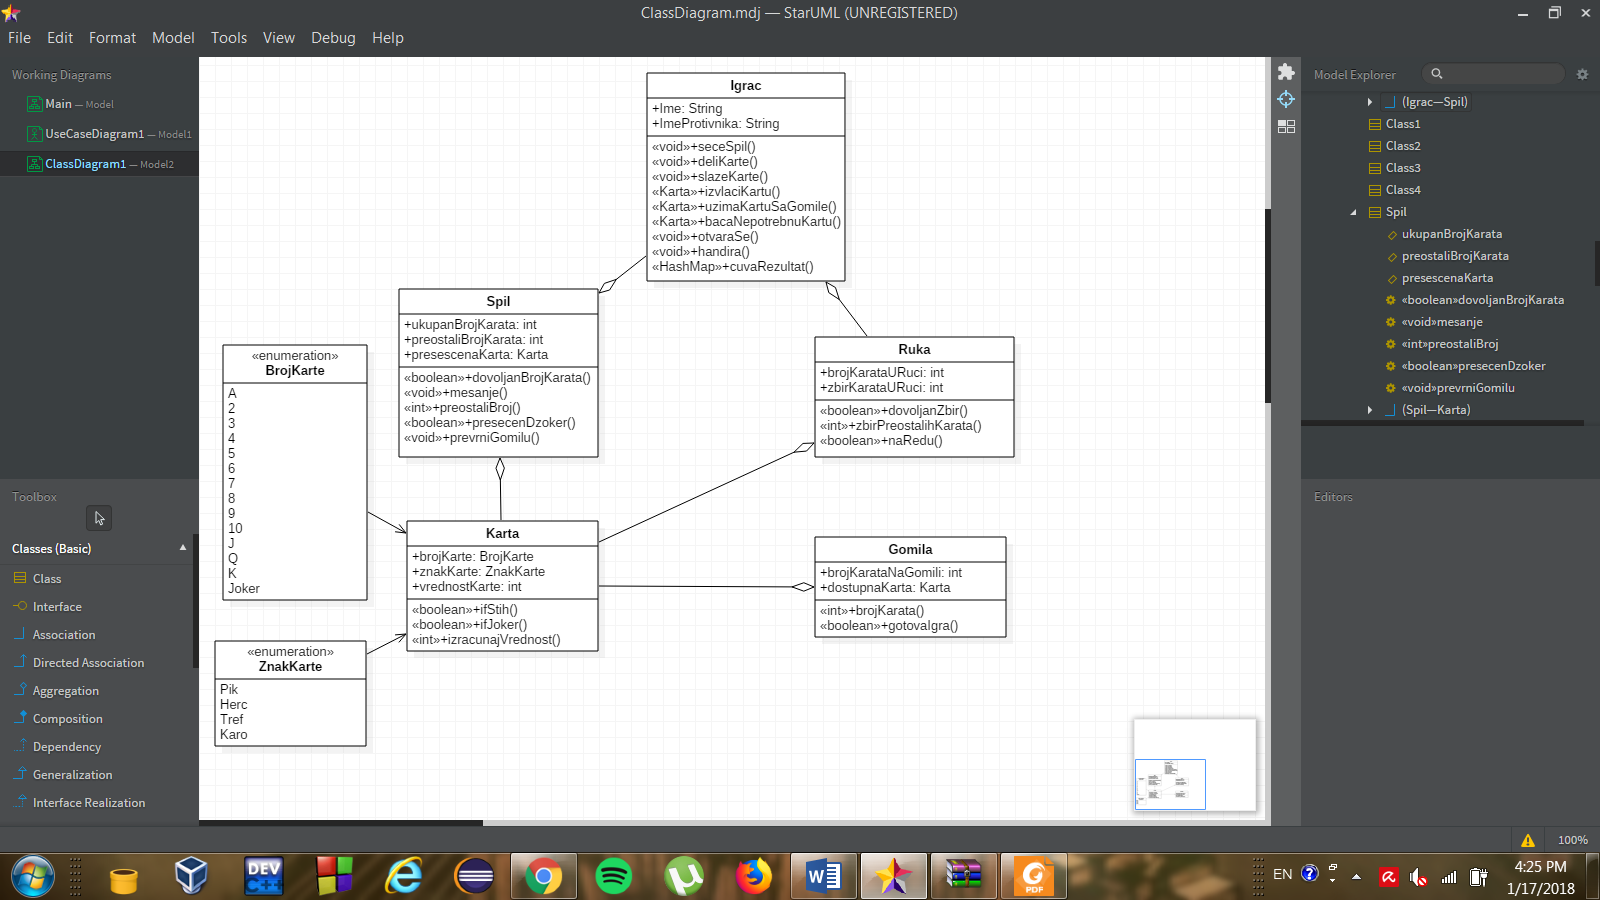 ClassDiagram.mdj — StarUML (UNREGISTERED)
File Edit Format Model Tools View Debug Help
Working Diagrams
Main — Model
UseCaseDiagram1 — Model1
ClassDiagram1 — Model2
Toolbox
Classes (Basic)
Class
Interface
Association
Directed Association
Aggregation
Composition
Dependency
Generalization
Interface Realization
Igrac
+Ime: String
+ImeProtivnika: String
«void»+seceSpil()
«void»+deliKarte()
«void»+slazeKarte()
«Karta»+izvlaciKartu()
«Karta»+uzimaKartuSaGomile()
«Karta»+bacaNepotrebnuKartu()
«void»+otvaraSe()
«void»+handira()
«HashMap»+cuvaRezultat()
Spil
+ukupanBrojKarata: int
+preostaliBrojKarata: int
+presescenaKarta: Karta
«boolean»+dovoljanBrojKarata()
«void»+mesanje()
«int»+preostaliBroj()
«boolean»+presecenDzoker()
«void»+prevrniGomilu()
«enumeration»
BrojKarte
A
2
3
4
5
6
7
8
9
10
J
Q
K
Joker
Ruka
+brojKarataURuci: int
+zbirKarataURuci: int
«boolean»+dovoljanZbir()
«int»+zbirPreostalihKarata()
«boolean»+naRedu()
Karta
+brojKarte: BrojKarte
+znakKarte: ZnakKarte
+vrednostKarte: int
«boolean»+ifStih()
«boolean»+ifJoker()
«int»+izracunajVrednost()
Gomila
+brojKarataNaGomili: int
+dostupnaKarta: Karta
«int»+brojKarata()
«boolean»+gotovaIgra()
«enumeration»
ZnakKarte
Pik
Herc
Tref
Karo
Model Explorer
(Igrac—Spil)
Class1
Class2
Class3
Class4
Spil
ukupanBrojKarata
preostaliBrojKarata
presescenaKarta
«boolean»dovoljanBrojKarata
«void»mesanje
«int»preostaliBroj
«boolean»presecenDzoker
«void»prevrniGomilu
(Spil—Karta)
Editors
100%
DEV
C++
W
PDF
EN
4:25 PM
1/17/2018